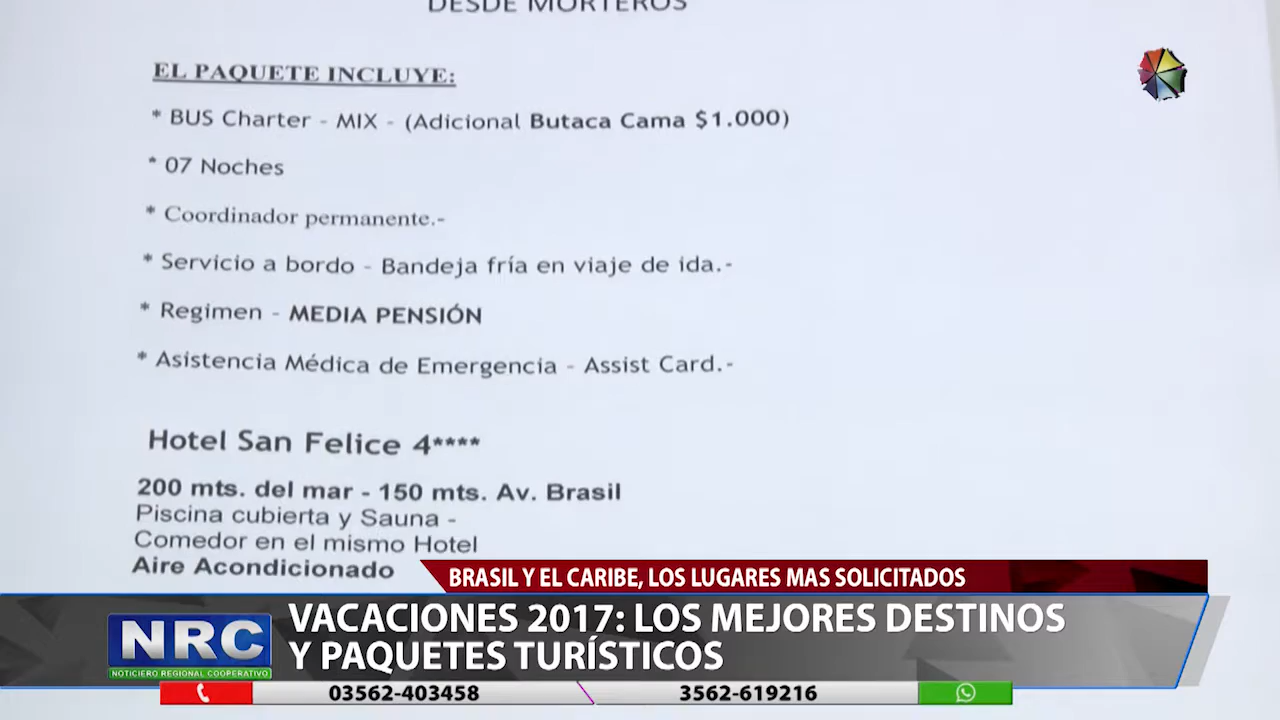 DESDE MORTEROS
EL PAQUETE INCLUYE:
* BUS Charter - MIX - (Adicional Butaca Cama $1.000)
* 07 Noches
* Coordinador permanente.-
* Servicio a bordo - Bandeja fría en viaje de ida.-
* Regimen - MEDIA PENSIÓN
* Asistencia Médica de Emergencia - Assist Card.-
Hotel San Felice 4****
200 mts. del mar - 150 mts. Av. Brasil
Piscina cubierta y Sauna -
Comedor en el mismo Hotel
Aire Acondicionado
BRASIL Y EL CARIBE, LOS LUGARES MAS SOLICITADOS
VACACIONES 2017: LOS MEJORES DESTINOS
Y PAQUETES TURÍSTICOS
NRC
NOTICIERO REGIONAL COOPERATIVO
03562-403458
3562-619216